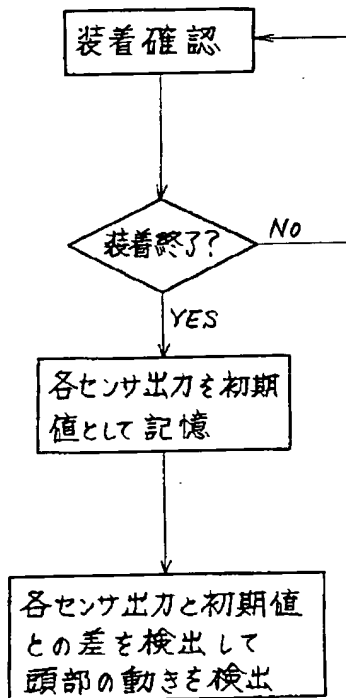 装着確認
装着終了?
NO
YES
各センサ出力を初期
値として記憶
各センサ出力と初期値
との差を検出して
頭部の動きを検出